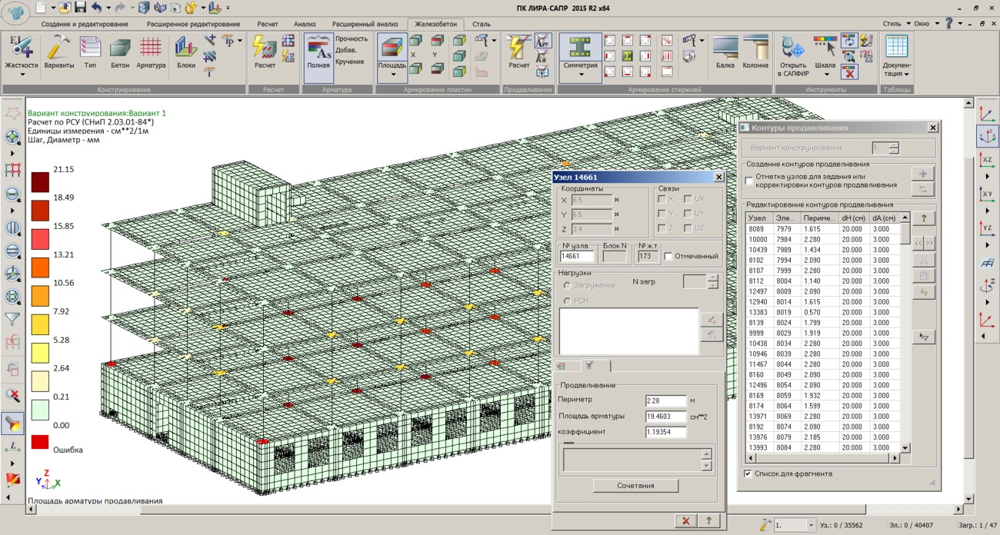 ПК ЛИРА-САПР 2015 R2 x64
Создание и редактирование Расширенное редактирование Расчет Анализ Расширенный анализ Железобетон Сталь
Стиль Окно
Жесткости Варианты Тип Бетон Арматура Блоки
Расчет
Полная
Прочность
Добав.
Кручение
Площадь
X Y
Расчет
Симметрия
Балка Колонна
Открыть
в САПФИР
Шкала
Докумен-
тация
Конструирование Расчет Арматура Армирование пластин Продавливание Армирование стержней Инструменты Таблицы
Вариант конструирования:Вариант 1
Расчет по РСУ (СНиП 2.03.01-84*)
Единицы измерения - см**2/1м
Шаг, Диаметр - мм
21.15
18.49
15.85
13.21
10.56
7.92
5.28
2.64
0.21
0.00
Ошибка
Z
Y X
Площадь арматуры продавливания
Узел 14661
Координаты
X 6.5 м
Y 6.5 м
Z 3.4 м
Связи
X UX
Y UY
Z UZ
№ узла Блок N № ж.т.
14661 173 Отмеченный
Нагрузки
Загружение
РСН
N загр
Продавливание
Периметр 2.28 м
Площадь арматуры 19.4603 см**2
коэффициент 1.19354
Сочетания
Контуры продавливания
Вариант конструирования 1
Создание контуров продавливания
Отметка узлов для задания или
корректировки контуров продавливания
Редактирование контуров продавливания
Узел Эле... Периме... dH (см) dA (см)
8089 7979 1.615 20.000 3.000
10000 7984 2.280 20.000 3.000
10439 7989 1.434 20.000 3.000
8102 7994 2.090 20.000 3.000
8107 7999 2.280 20.000 3.000
8112 8004 1.140 20.000 3.000
12497 8009 2.090 20.000 3.000
12940 8014 1.615 20.000 3.000
13383 8019 0.570 20.000 3.000
8139 8024 1.799 20.000 3.000
9999 8029 1.919 20.000 3.000
10438 8034 2.280 20.000 3.000
10946 8039 2.280 20.000 3.000
11467 8044 2.280 20.000 3.000
8160 8049 2.090 20.000 3.000
12496 8054 2.090 20.000 3.000
8169 8059 1.932 20.000 3.000
8174 8064 1.599 20.000 3.000
13971 8069 2.280 20.000 3.000
8192 8074 2.090 20.000 3.000
13976 8079 2.185 20.000 3.000
13993 8084 2.280 20.000 3.000
Список для фрагмента
XZ
XY
YZ
1. Уз.: 0 / 35562 Эл.: 0 / 40407 Загр.: 1 / 47